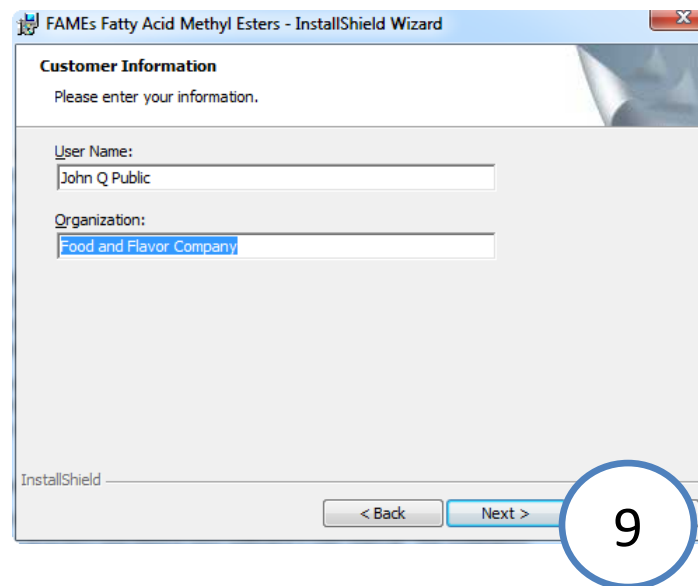 FAMEs Fatty Acid Methyl Esters - InstallShield Wizard
Customer Information
Please enter your information.
User Name:
John Q Public
Organization:
Food and Flavor Company
InstallShield
< Back
Next >
9